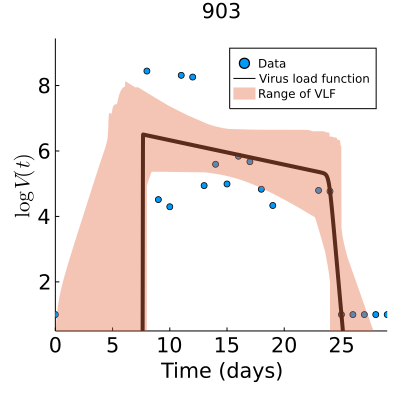 903
Data
Virus load function
Range of VLF
log V(t)
8
6
4
2
0 5 10 15 20 25
Time (days)